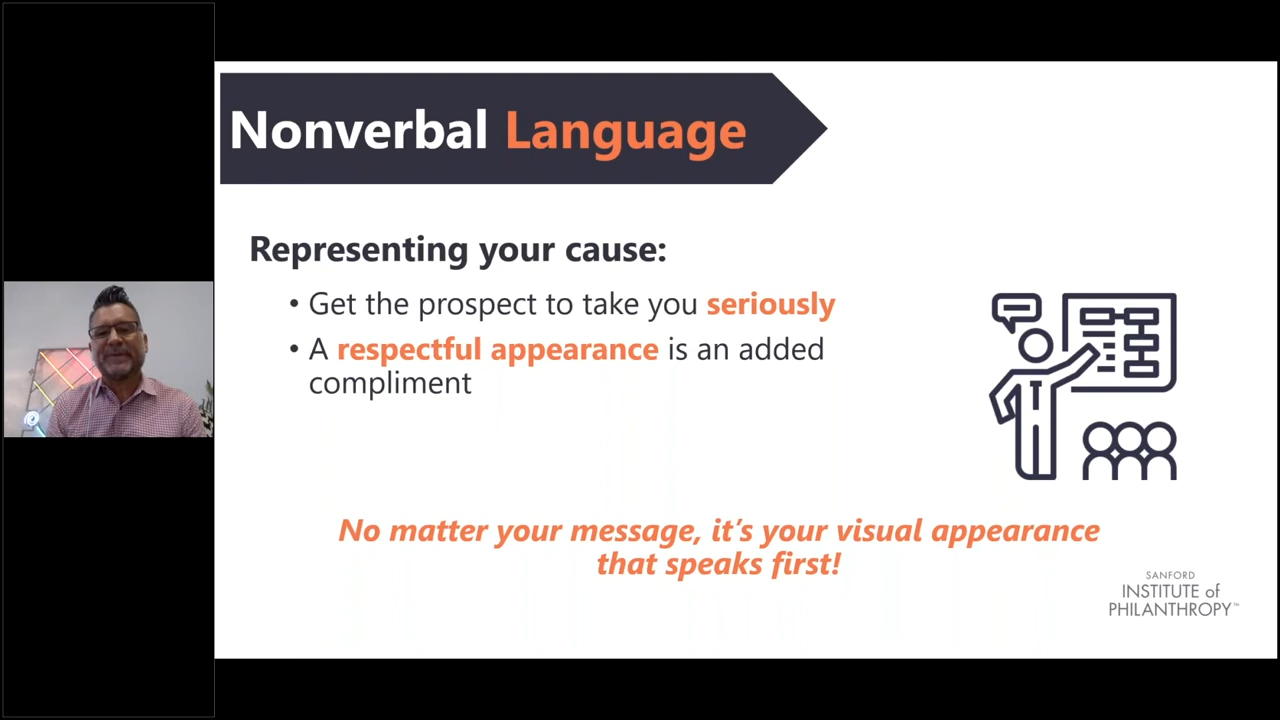 Nonverbal Language
Representing your cause:
• Get the prospect to take you seriously
• A respectful appearance is an added
compliment
No matter your message, it's your visual appearance
that speaks first!
SANFORD
INSTITUTE of
PHILANTHROPY™